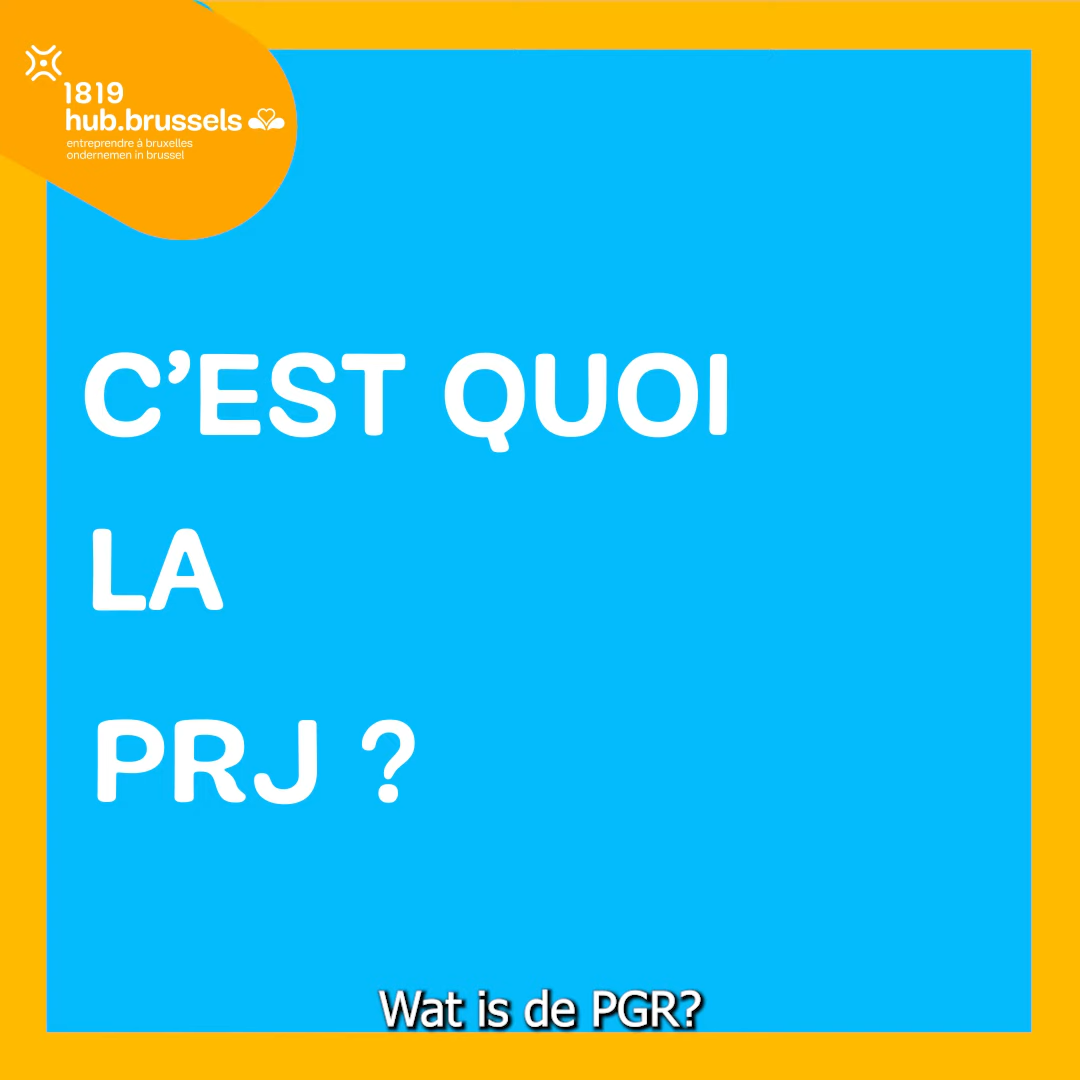 1819
hub.brussels
entreprendre à bruxelles
ondernemen in brussel
C’EST QUOI
LA
PRJ ?
Wat is de PGR?